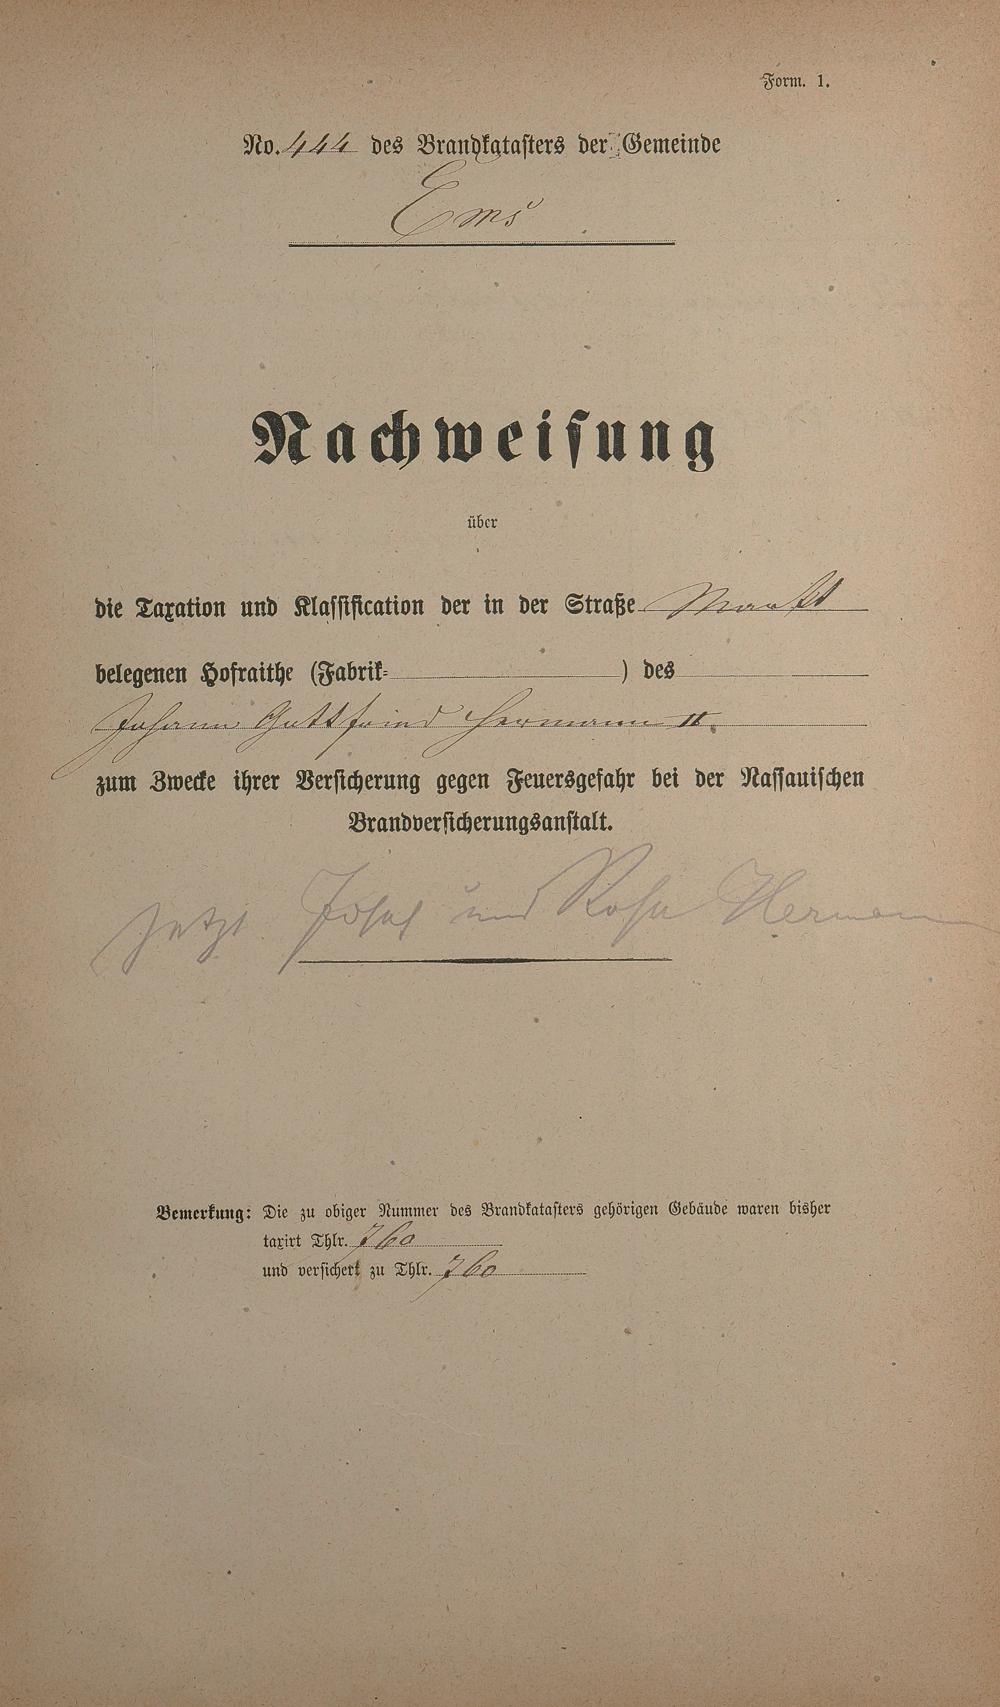 Form. 1.
No. 444 des Brandkatasters der Gemeinde
Ems
Nachweisung
über
die Taxation und Klassification der in der Straße Markt
belegenen Hofraithe (Fabrik- ) des
Johann Gottfried Hermann II.
zum Zwecke ihrer Versicherung gegen Feuersgefahr bei der Nassauischen
Brandversicherungsanstalt.
jetzt Josef und Rosa Hermann
Bemerkung: Die zu obiger Nummer des Brandkatasters gehörigen Gebäude waren bisher
taxirt Thlr. 760
und versichert zu Thlr. 760